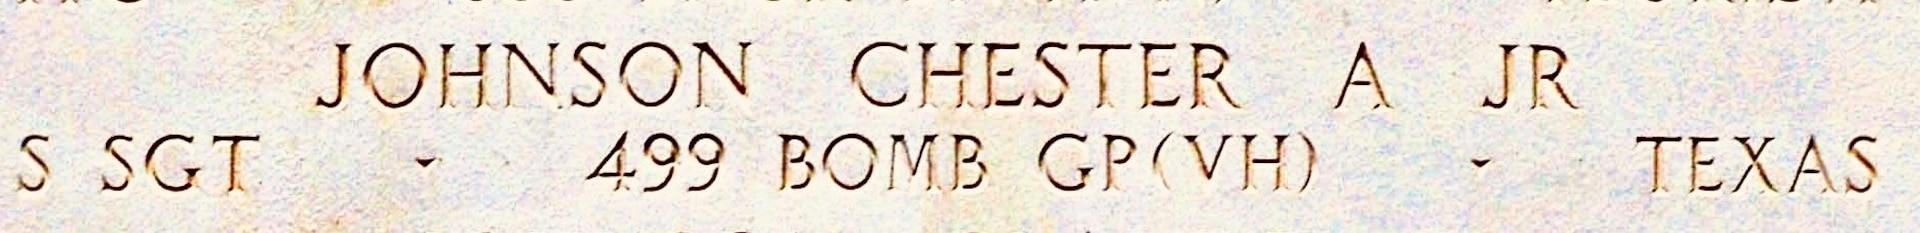 JOHNSON CHESTER A JR
S SGT - 499 BOMB GP(VH) - TEXAS